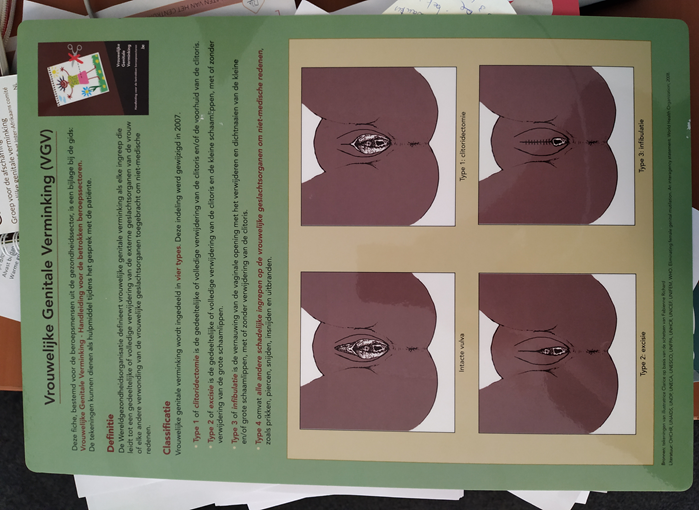 Vrouwelijke Genitale Verminking (VGV)
Deze fiche, bestemd voor de beroepsmensen uit de gezondheidssector, is een bijlage bij de gids:
Vrouwelijke Genitale Verminking - Handleiding voor de betrokken beroepssectoren.
De tekeningen kunnen dienen als hulpmiddel tijdens het gesprek met de patiënte.
Vrouwelijke
Genitale
Verminking
Definitie
De Wereldgezondheidsorganisatie definieert vrouwelijke genitale verminking als elke ingreep die
leidt tot een gedeeltelijke of volledige verwijdering van de externe geslachtsorganen van de vrouw
of elke andere verwonding van de vrouwelijke geslachtsorganen toegebracht om niet-medische
redenen.
Classificatie
Vrouwelijke genitale verminking wordt ingedeeld in vier types. Deze indeling werd gewijzigd in 2007.
• Type 1 of clitoridectomie is de gedeeltelijke of volledige verwijdering van de clitoris en/of de voorhuid van de clitoris.
• Type 2 of excisie is de gedeeltelijke of volledige verwijdering van de clitoris en de kleine schaamlippen, met of zonder
verwijdering van de grote schaamlippen.
• Type 3 of infibulatie is de vernauwing van de vaginale opening met het verwijderen en dichtnaaien van de kleine
en/of grote schaamlippen, met of zonder verwijdering van de clitoris.
• Type 4 omvat alle andere schadelijke ingrepen op de vrouwelijke geslachtsorganen om niet-medische redenen,
zoals prikken, piercen, snijden, insnijden en uitbranden.
Intacte vulva
Type 1: clitoridectomie
Type 2: excisie
Type 3: infibulatie
Groep voor de afschaffing